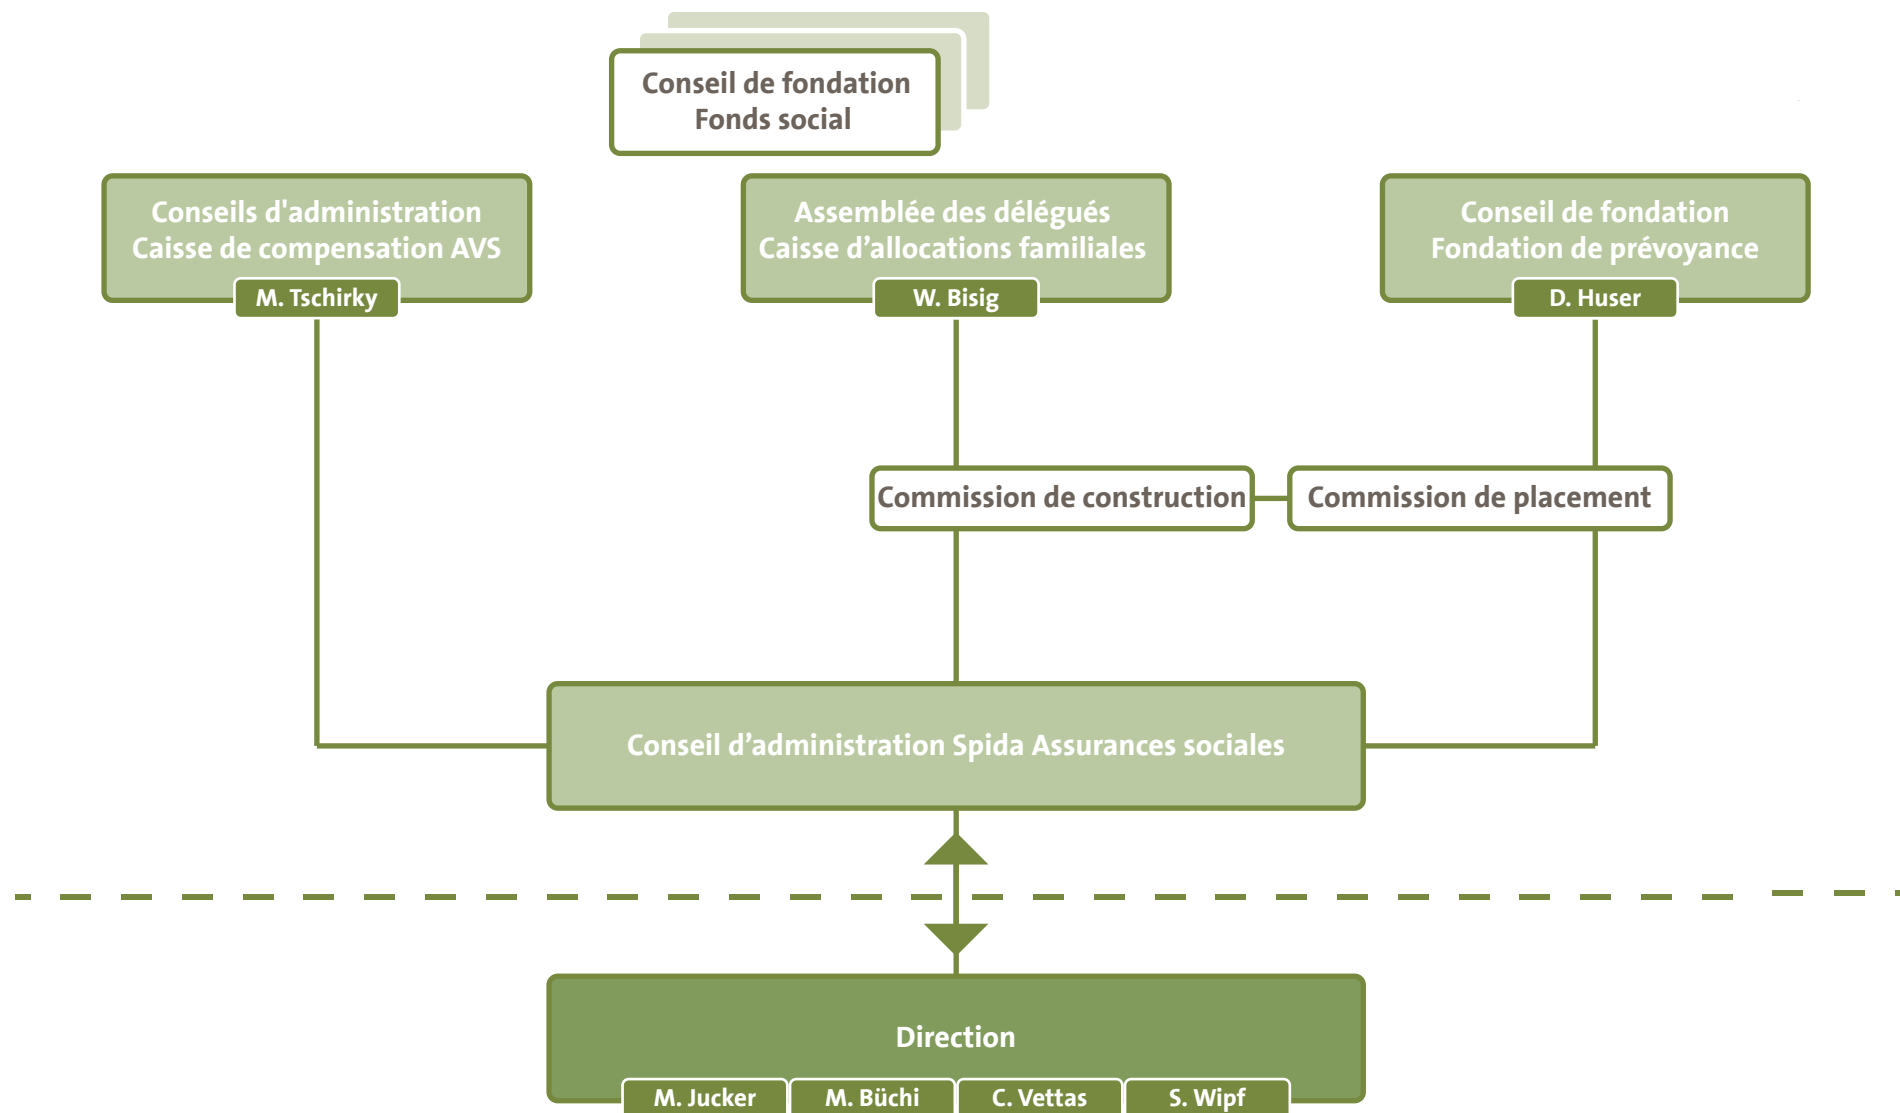 Conseil de fondation
Fonds social
Conseils d'administration
Caisse de compensation AVS
M. Tschirky
Assemblée des délégués
Caisse d’allocations familiales
W. Bisig
Conseil de fondation
Fondation de prévoyance
D. Huser
Commission de construction
Commission de placement
Conseil d’administration Spida Assurances sociales
Direction
M. Jucker
M. Büchi
C. Vettas
S. Wipf